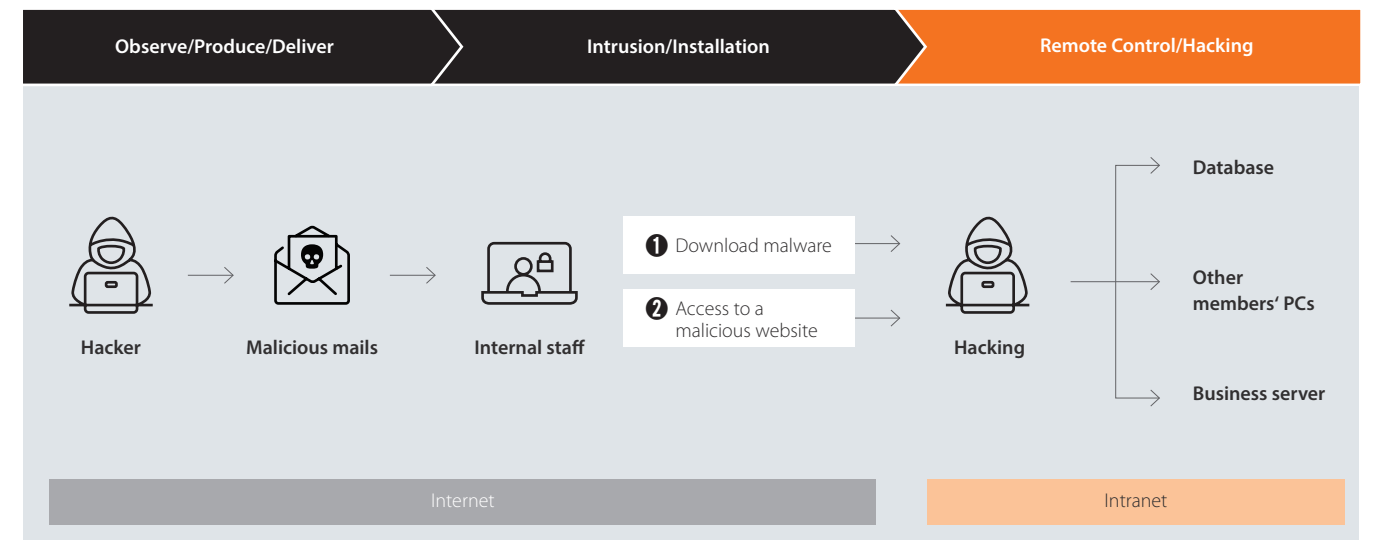 Observe/Produce/Deliver
Intrusion/Installation
Remote Control/Hacking
Hacker
Malicious mails
Internal staff
❶ Download malware
❷ Access to a
malicious website
Hacking
Database
Other
members‘ PCs
Business server
Internet
Intranet